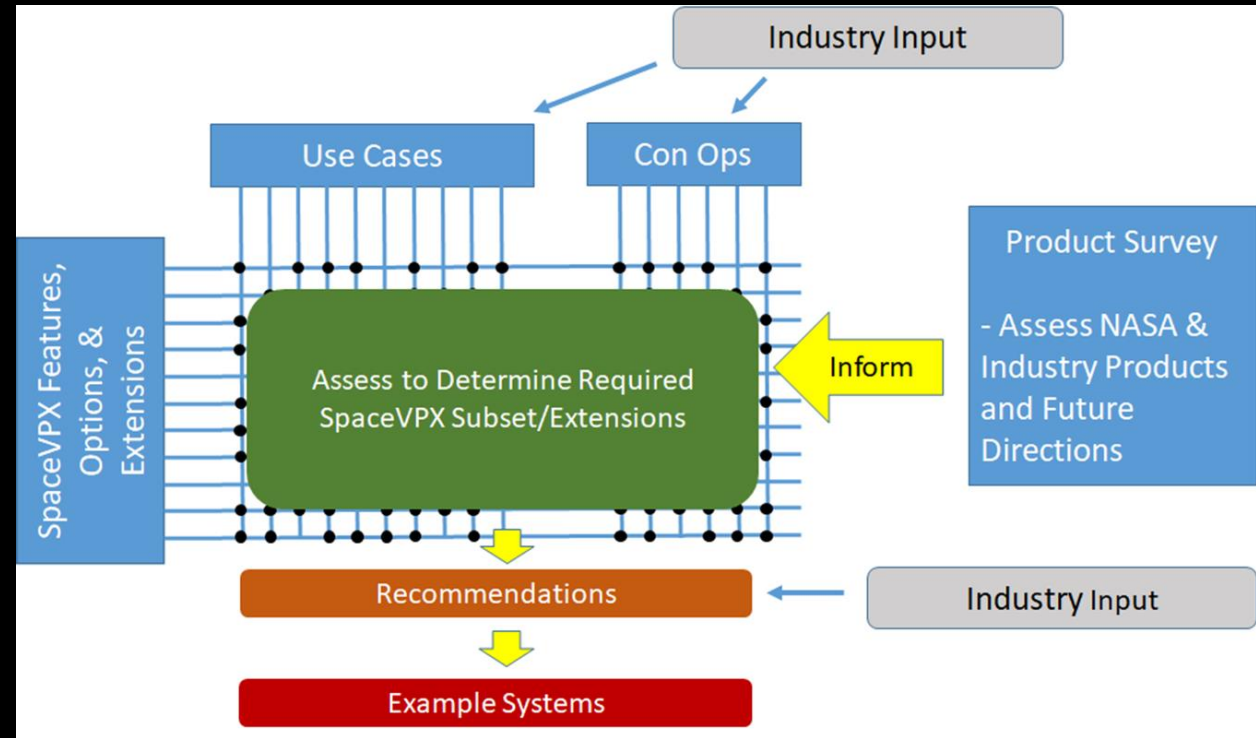 Industry Input
Use Cases
Con Ops
SpaceVPX Features,
Options, &
Extensions
Product Survey
- Assess NASA &
Industry Products
and Future
Directions
Inform
Assess to Determine Required
SpaceVPX Subset/Extensions
Recommendations
Industry Input
Example Systems